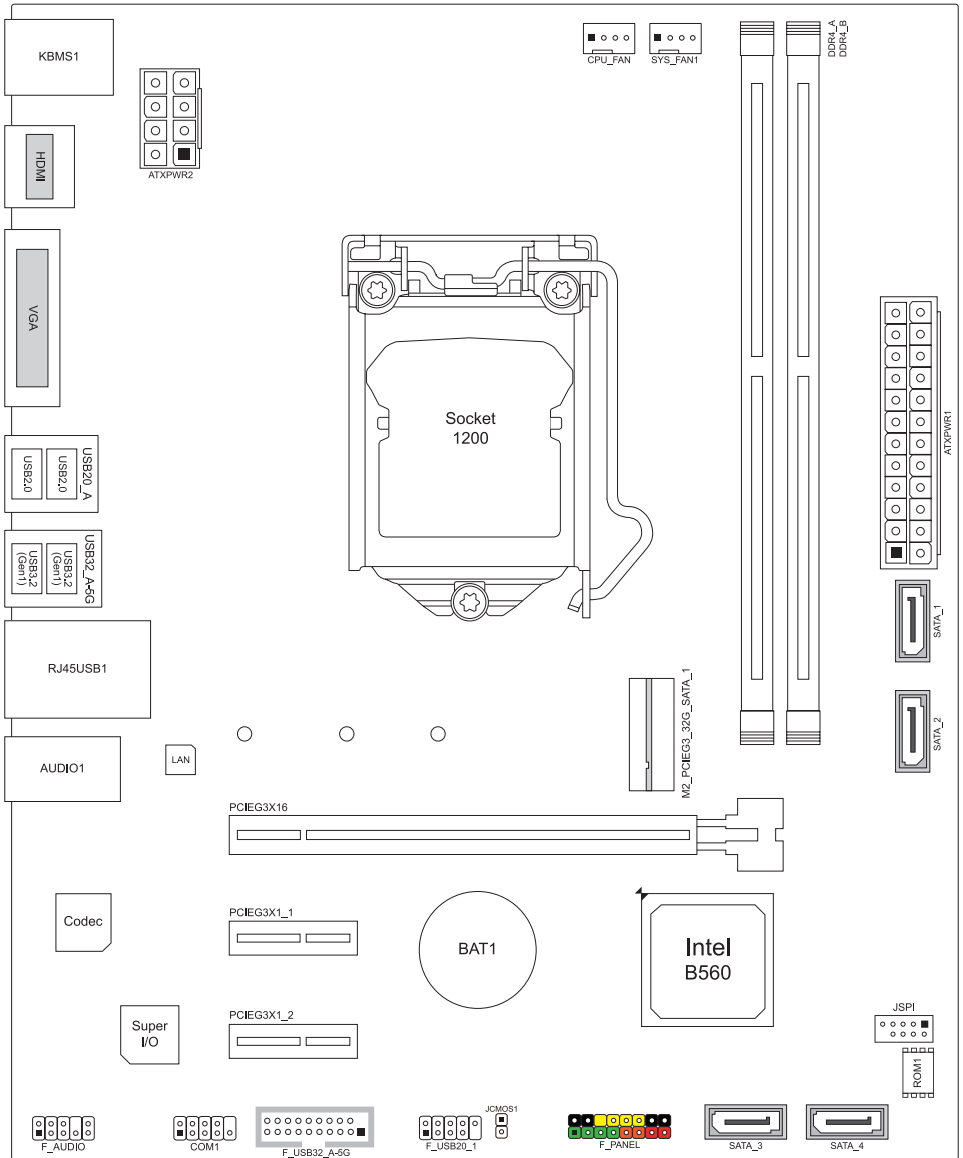 KBMS1
CPU_FAN
SYS_FAN1
DDR4_A
DDR4_B
ATXPWR2
HDMI
VGA
Socket
1200
ATXPWR1
USB20_A
USB2.0
USB2.0
USB32_A-5G
USB3.2
(Gen1)
USB3.2
(Gen1)
SATA_1
RJ45USB1
M2_PCIEG3_32G_SATA_1
SATA_2
AUDIO1
LAN
PCIEG3X16
Codec
PCIEG3X1_1
BAT1
Intel
B560
PCIEG3X1_2
Super
I/O
JSPI
ROM1
JCMOS1
F_AUDIO
COM1
F_USB32_A-5G
F_USB20_1
F_PANEL
SATA_3
SATA_4